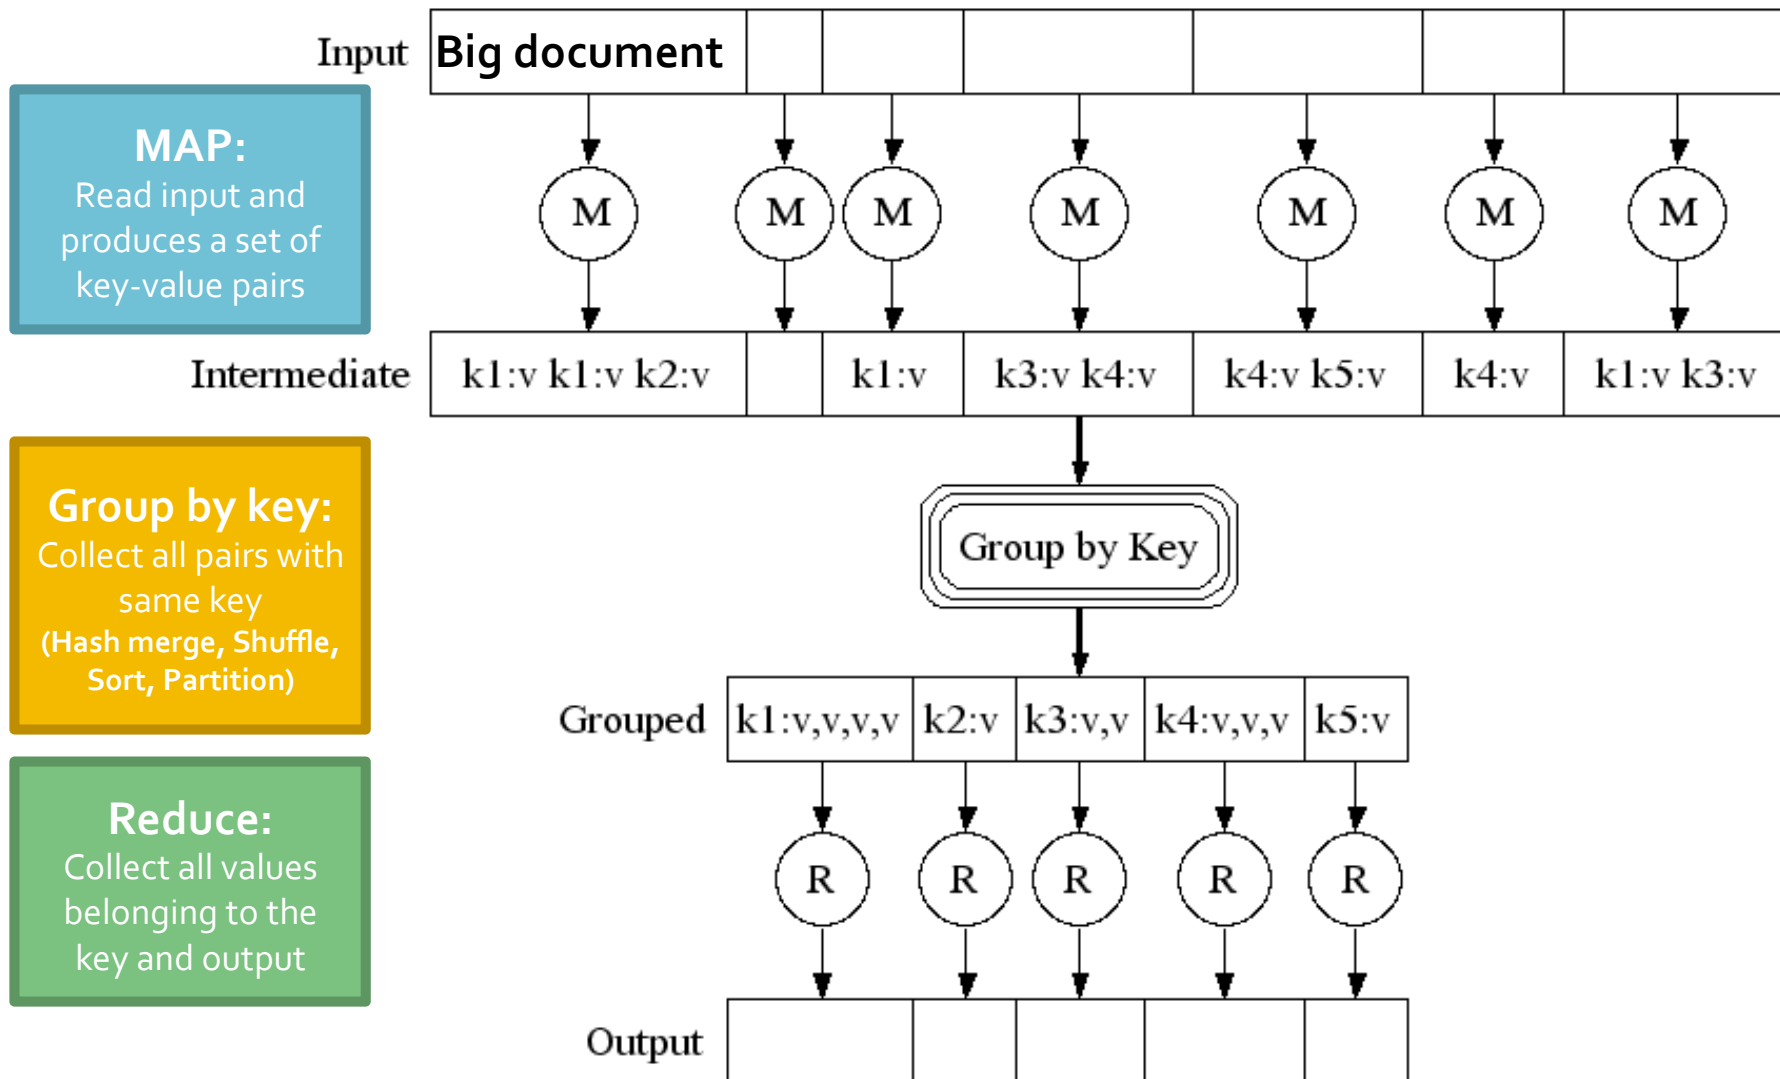 Input Big document
MAP:
Read input and
produces a set of
key-value pairs
M M M M M M M
Intermediate k1:v k1:v k2:v k1:v k3:v k4:v k4:v k5:v k4:v k1:v k3:v
Group by key:
Collect all pairs with
same key
(Hash merge, Shuffle,
Sort, Partition)
Group by Key
Grouped k1:v,v,v,v k2:v k3:v,v k4:v,v,v k5:v
Reduce:
Collect all values
belonging to the
key and output
R R R R R
Output